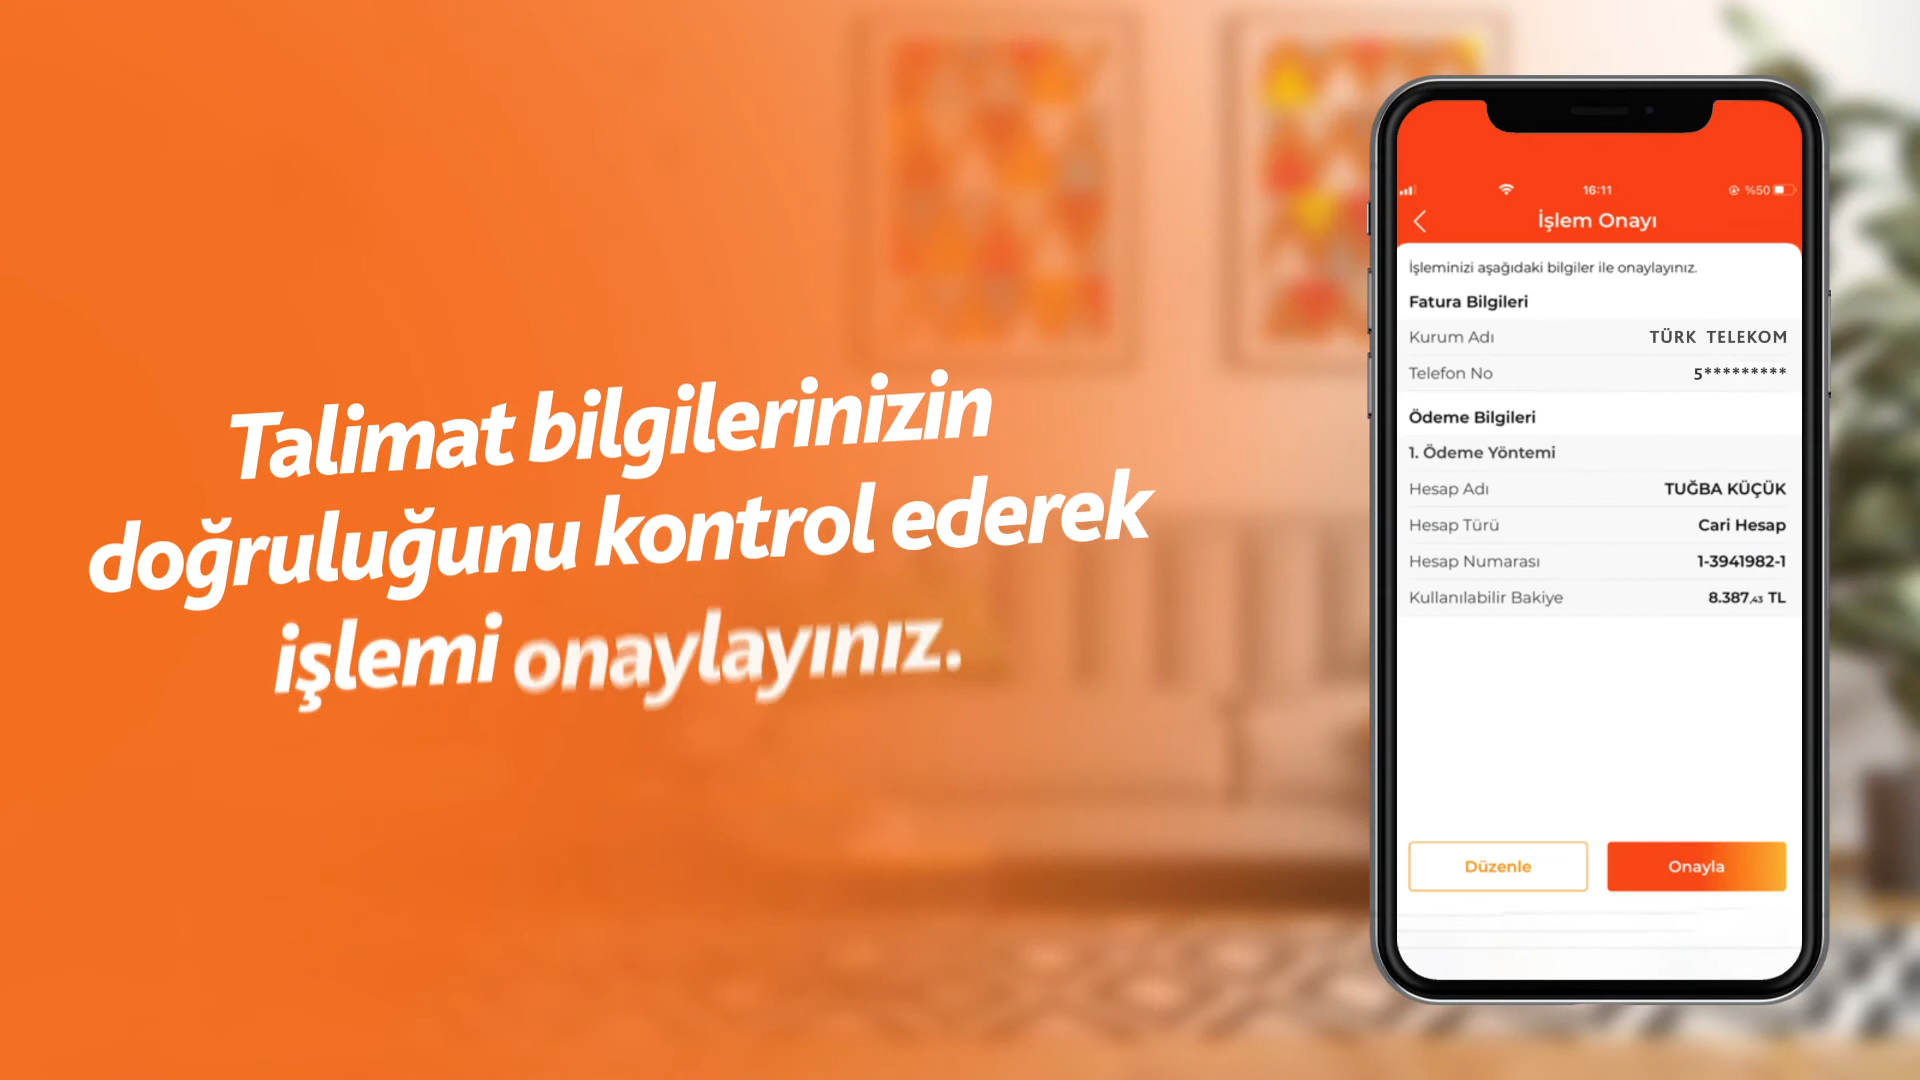 Talimat bilgilerinizin
doğruluğunu kontrol ederek
işlemi onaylayınız.
16:11
%50
İşlem Onayı
İşleminizi aşağıdaki bilgiler ile onaylayınız.
Fatura Bilgileri
Kurum Adı TÜRK TELEKOM
Telefon No 5*********
Ödeme Bilgileri
1. Ödeme Yöntemi
Hesap Adı TUĞBA KÜÇÜK
Hesap Türü Cari Hesap
Hesap Numarası 1-3941982-1
Kullanılabilir Bakiye 8.387,43 TL
Düzenle
Onayla